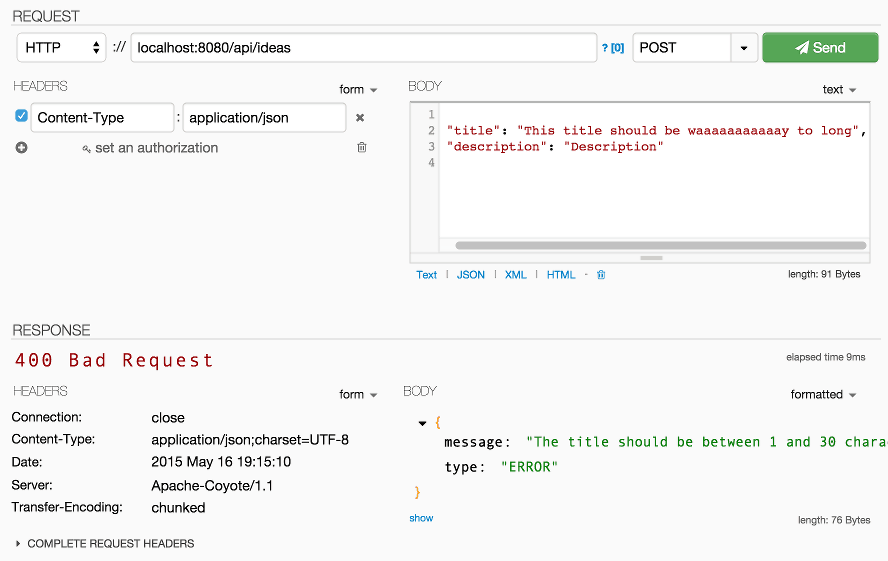 REQUEST
HTTP :// localhost:8080/api/ideas ? [0] POST Send
HEADERS form
Content-Type : application/json
set an authorization
BODY text
1
2 "title": "This title should be waaaaaaaaaaay to long",
3 "description": "Description"
4
Text | JSON | XML | HTML - length: 91 Bytes
RESPONSE
400 Bad Request elapsed time 9ms
HEADERS form
Connection: close
Content-Type: application/json;charset=UTF-8
Date: 2015 May 16 19:15:10
Server: Apache-Coyote/1.1
Transfer-Encoding: chunked
COMPLETE REQUEST HEADERS
BODY formatted
{
message: "The title should be between 1 and 30 chara
type: "ERROR"
}
show length: 76 Bytes